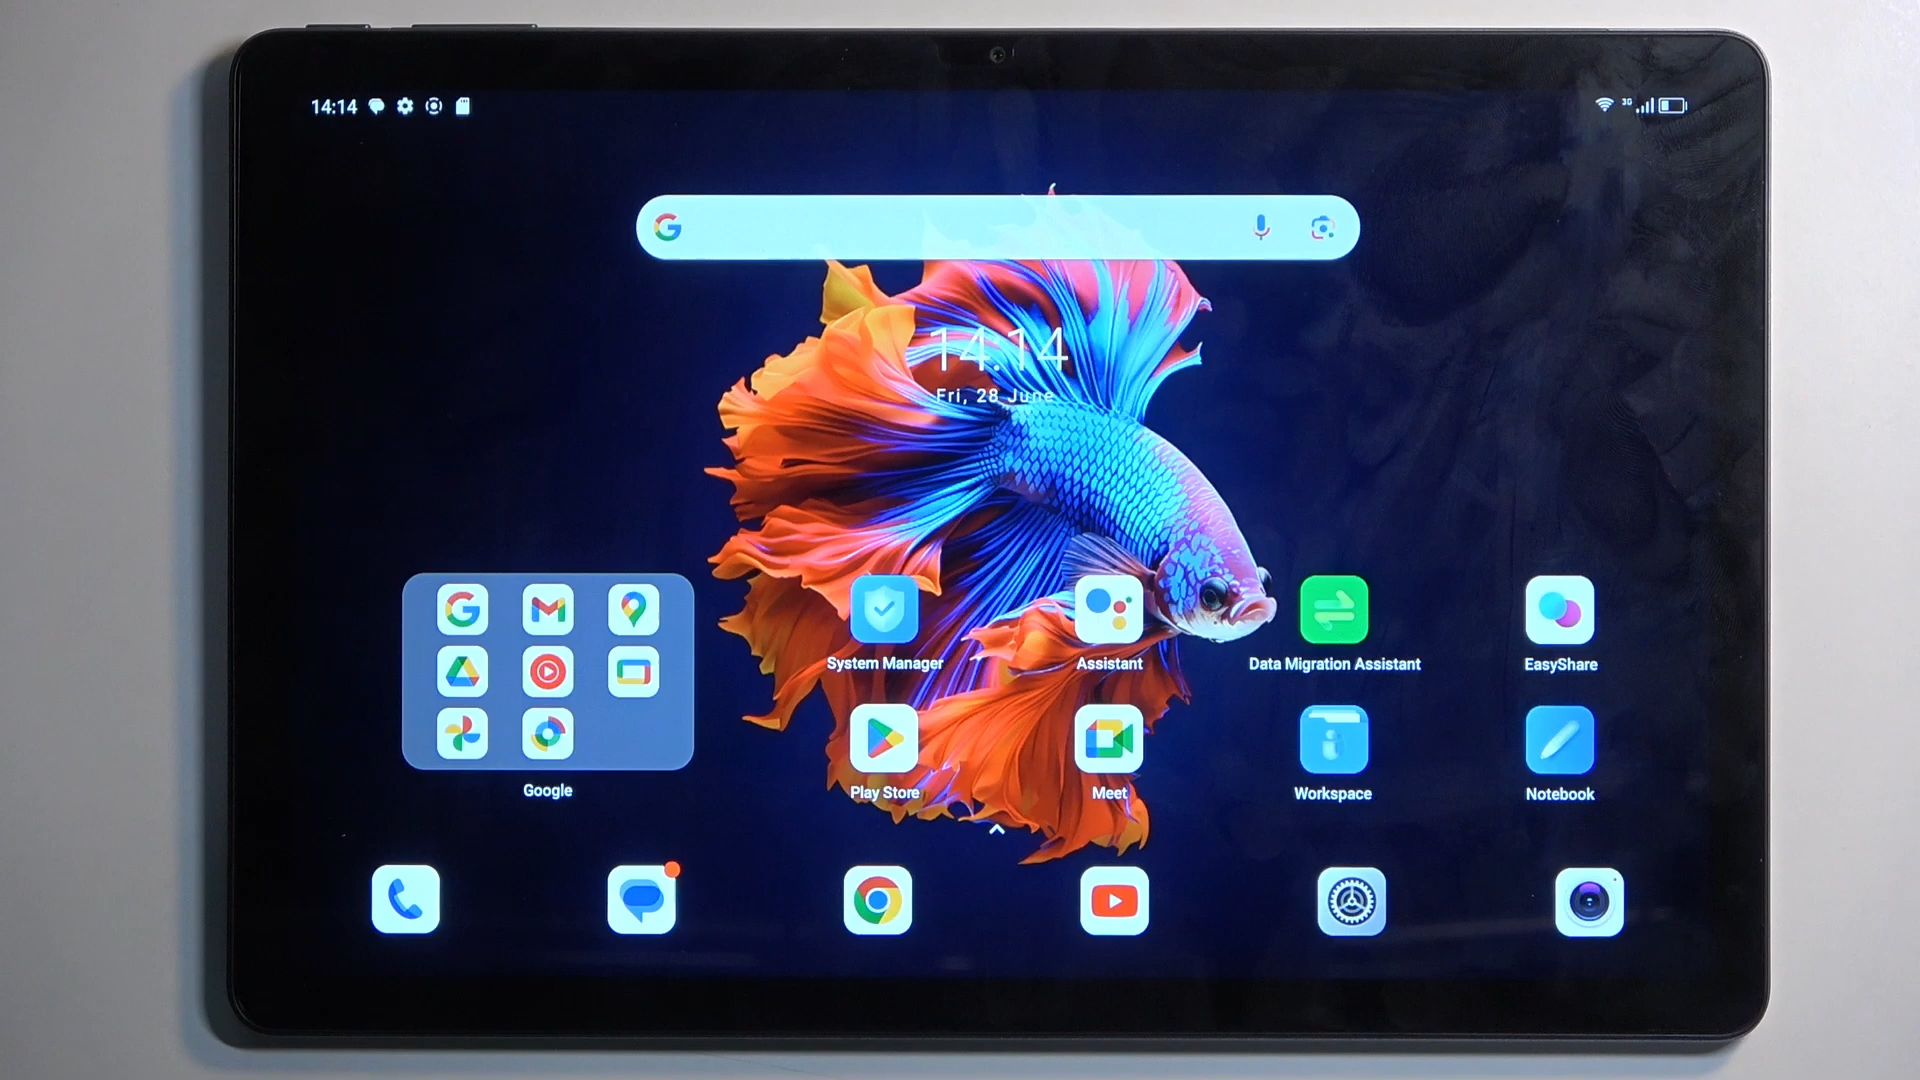 14:14
3G
14:14
Fri, 28 June
System Manager
Assistant
Data Migration Assistant
EasyShare
Google
Play Store
Meet
Workspace
Notebook